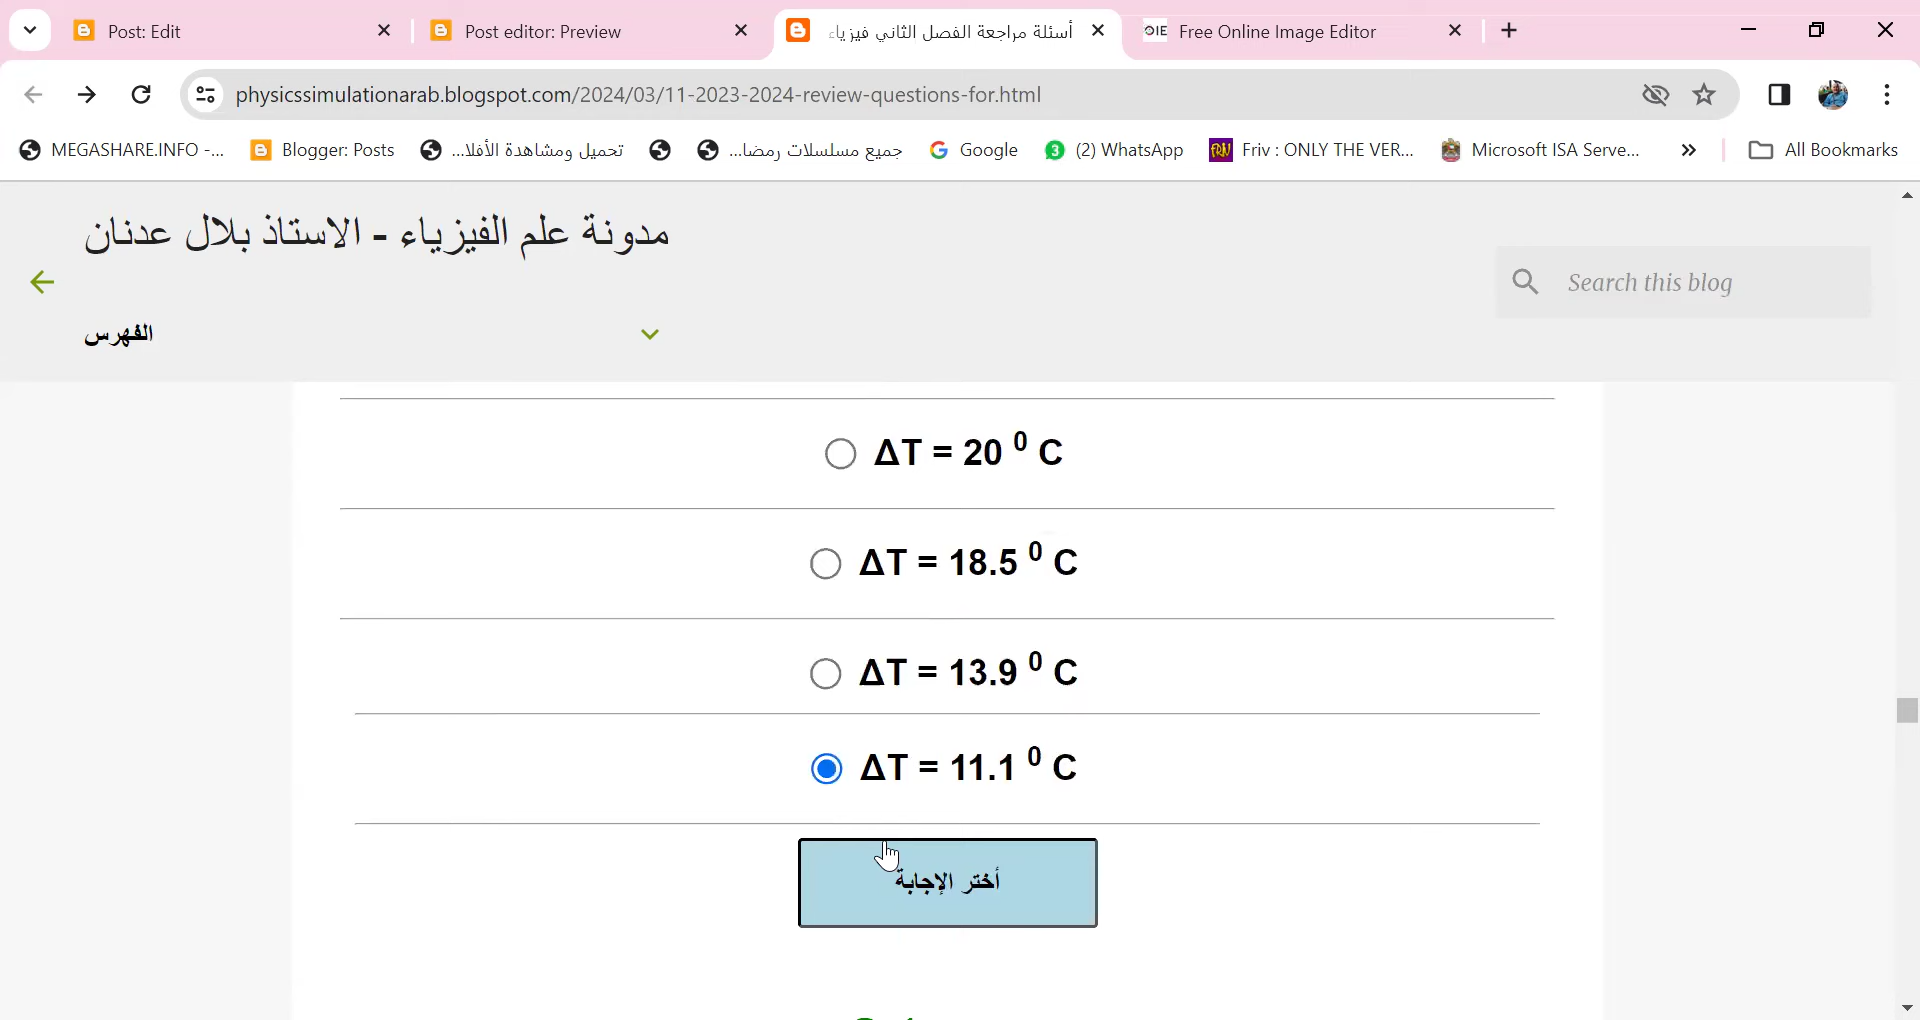 Post: Edit
Post editor: Preview
أسئلة مراجعة الفصل الثاني فيزياء
Free Online Image Editor
physicssimulationarab.blogspot.com/2024/03/11-2023-2024-review-questions-for.html
MEGASHARE.INFO -...
Blogger: Posts
تحميل ومشاهدة الأفلا...
جميع مسلسلات رمضا...
Google
(2) WhatsApp
Friv : ONLY THE VER...
Microsoft ISA Serve...
All Bookmarks
مدونة علم الفيزياء - الاستاذ بلال عدنان
Search this blog
الفهرس
ΔT = 20 ⁰ C
ΔT = 18.5 ⁰ C
ΔT = 13.9 ⁰ C
ΔT = 11.1 ⁰ C
أختر الإجابة